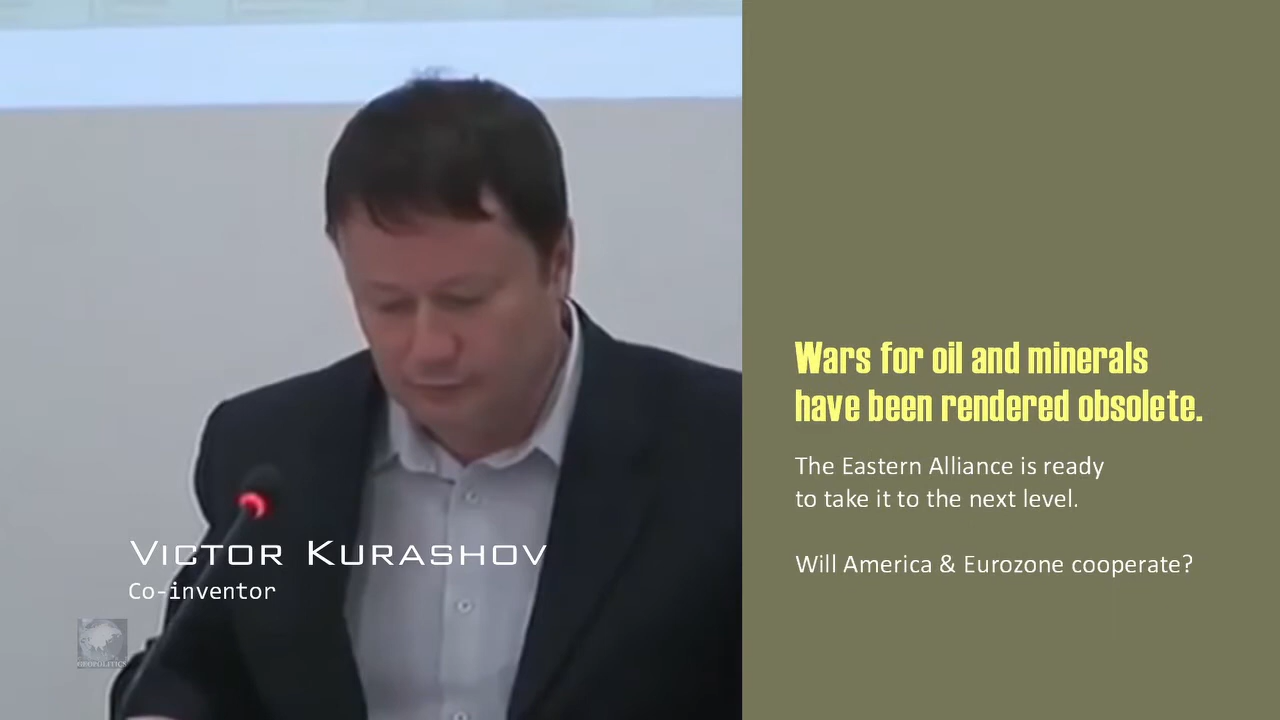 Wars for oil and minerals
have been rendered obsolete.
The Eastern Alliance is ready
to take it to the next level.
Will America & Eurozone cooperate?
Victor Kurashov
Co-inventor
GEOPOLITICS